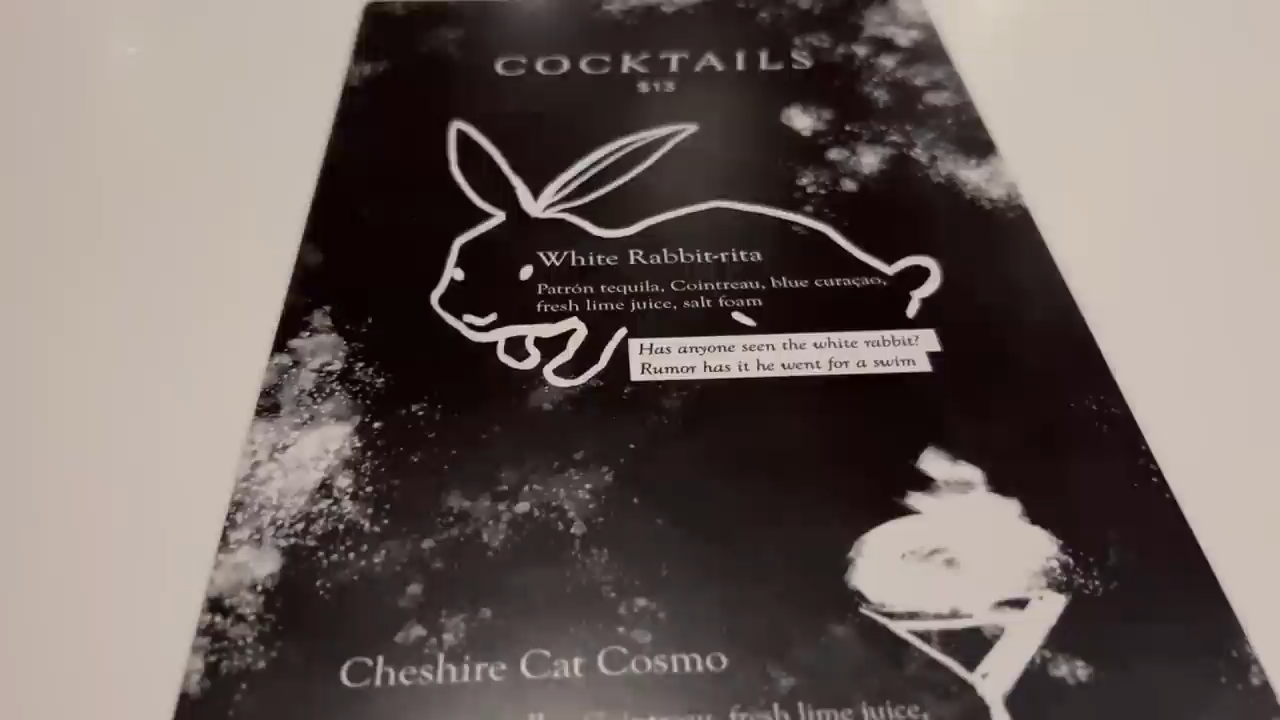 COCKTAILS
$13
White Rabbit-rita
Patrón tequila, Cointreau, blue curaçao,
fresh lime juice, salt foam
Has anyone seen the white rabbit?
Rumor has it he went for a swim
Cheshire Cat Cosmo
Cointreau, fresh lime juice,